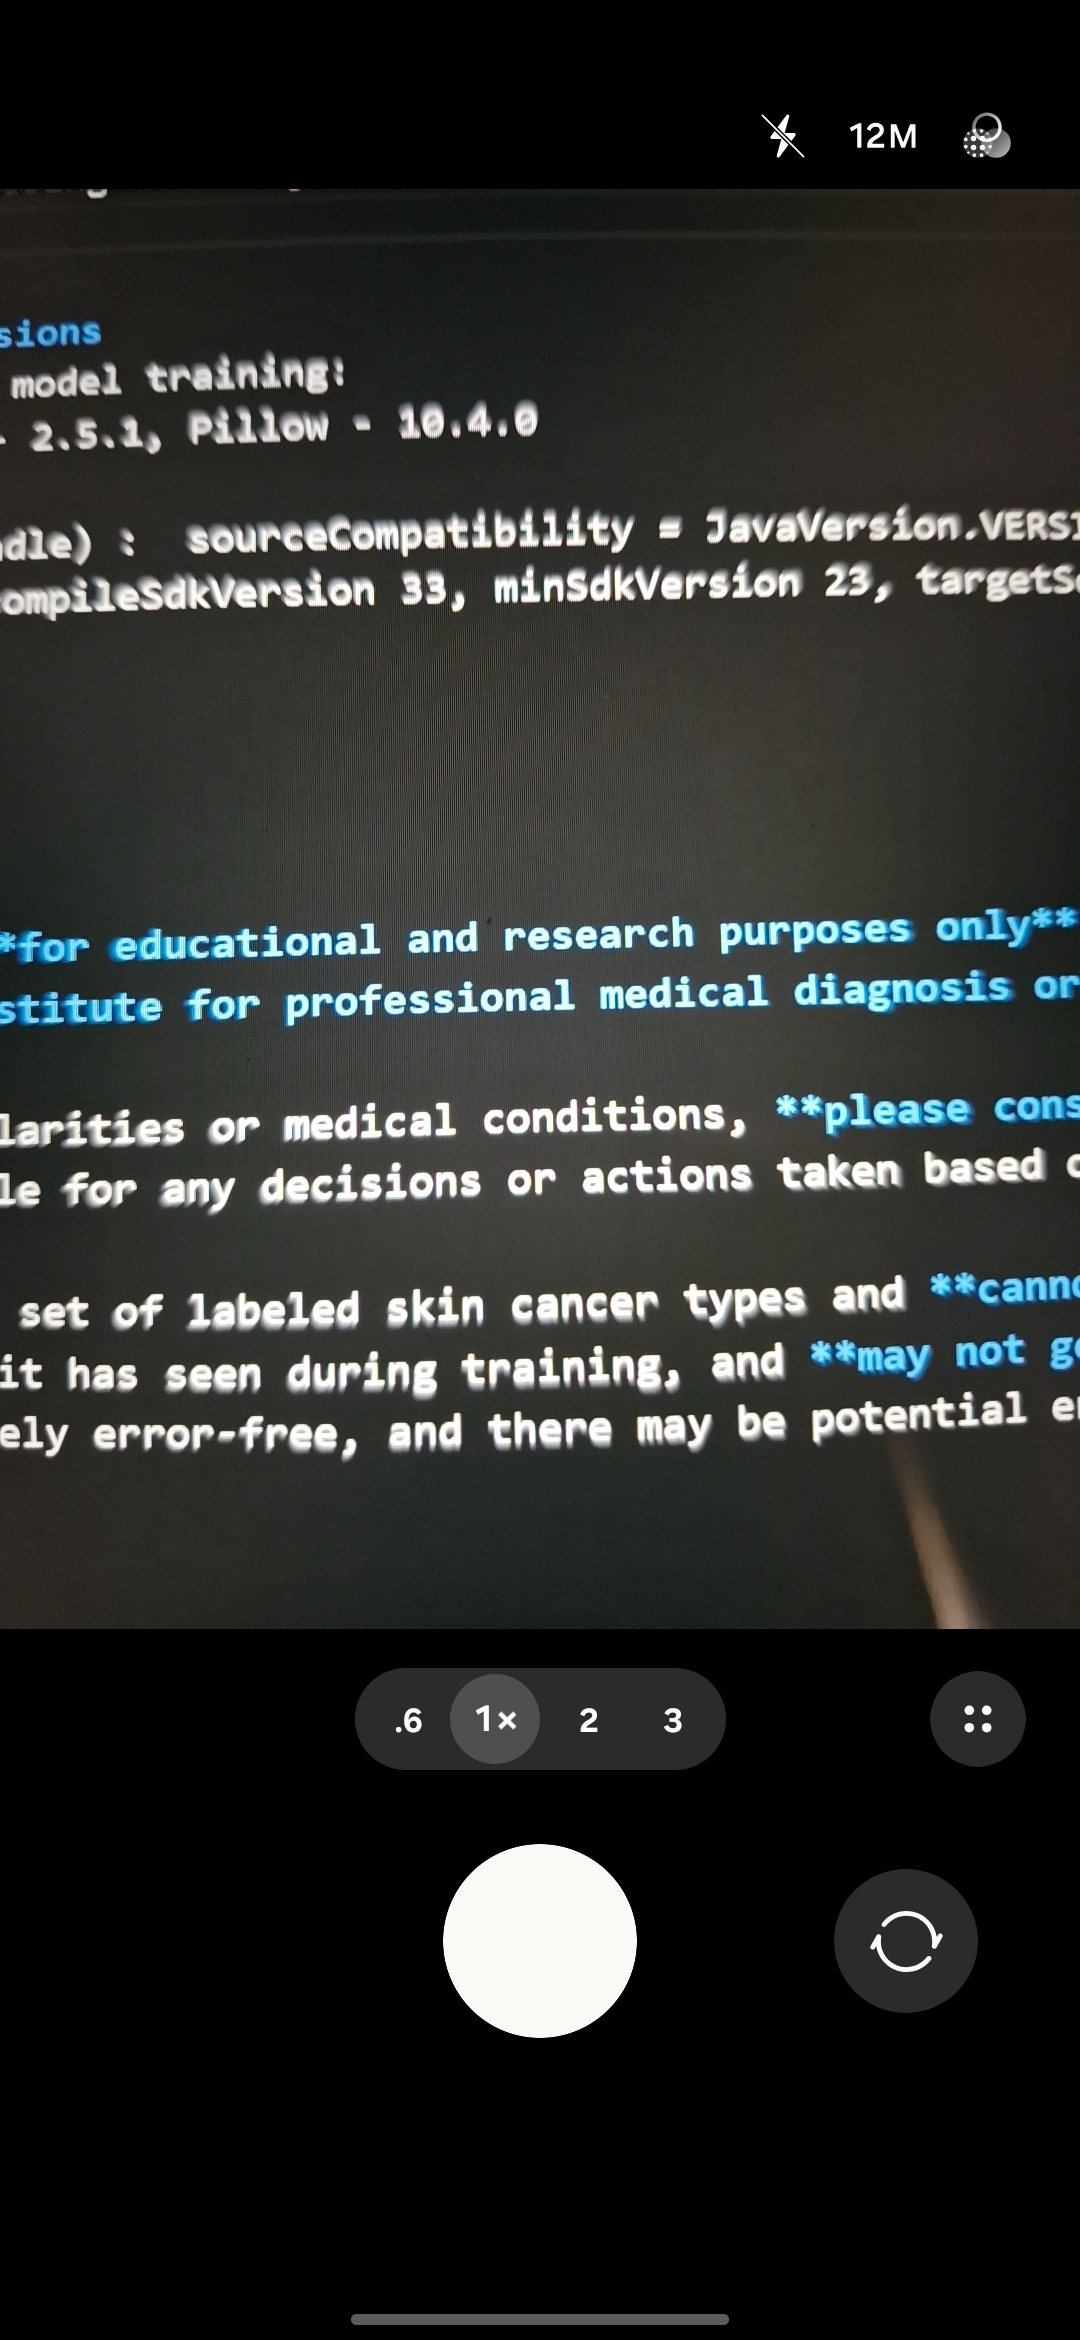 12M
sions
model training:
- 2.5.1, Pillow - 10.4.0
dle) : sourceCompatibility = JavaVersion.VERSI
ompileSdkVersion 33, minSdkVersion 23, targetS
*for educational and research purposes only**
stitute for professional medical diagnosis or
larities or medical conditions, **please cons
le for any decisions or actions taken based
set of labeled skin cancer types and **canno
it has seen during training, and **may not ge
ely error-free, and there may be potential er
.6 1× 2 3